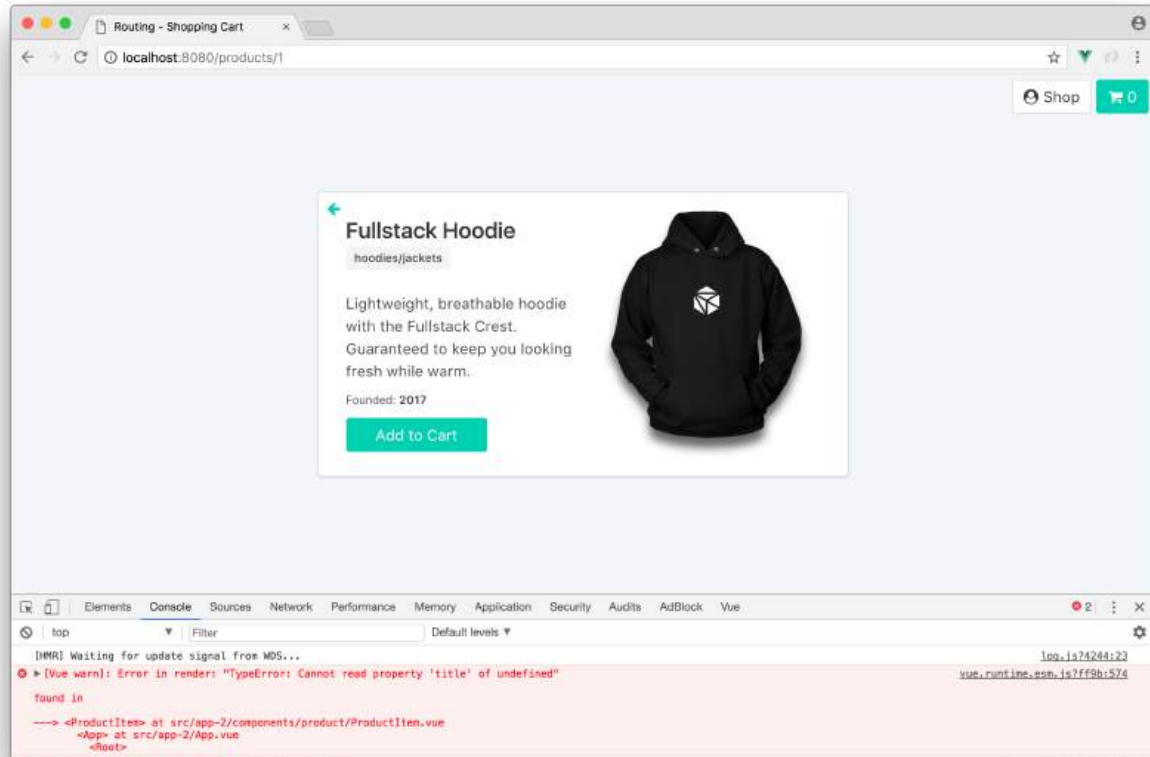 Routing - Shopping Cart
localhost:8080/products/1
Shop
0
Fullstack Hoodie
hoodies/jackets
Lightweight, breathable hoodie
with the Fullstack Crest.
Guaranteed to keep you looking
fresh while warm.
Founded: 2017
Add to Cart
Elements Console Sources Network Performance Memory Application Security Audits AdBlock Vue 2
top Filter Default levels
[HMR] Waiting for update signal from WDS... log.js?4244:23
[Vue warn]: Error in render: "TypeError: Cannot read property 'title' of undefined" vue.runtime.esm.js?ff9b:574
found in
---> <ProductItem> at src/app-2/components/product/ProductItem.vue
<App> at src/app-2/App.vue
<Root>